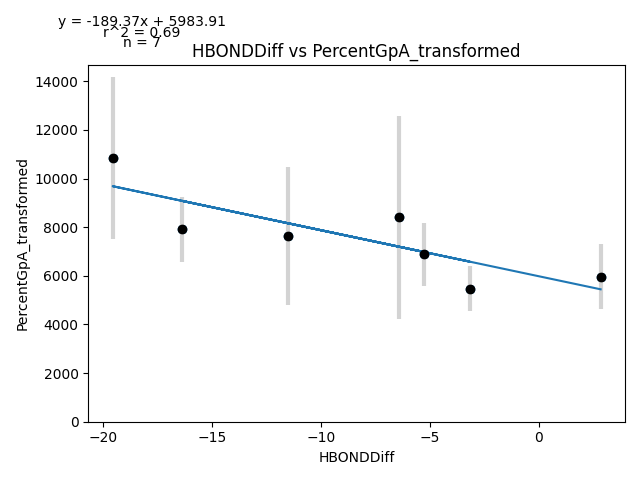 y = -189.37x + 5983.91
r^2 = 0.69
n = 7
HBONDDiff vs PercentGpA_transformed
PercentGpA_transformed
14000
12000
10000
8000
6000
4000
2000
0
−20 −15 −10 −5 0
HBONDDiff